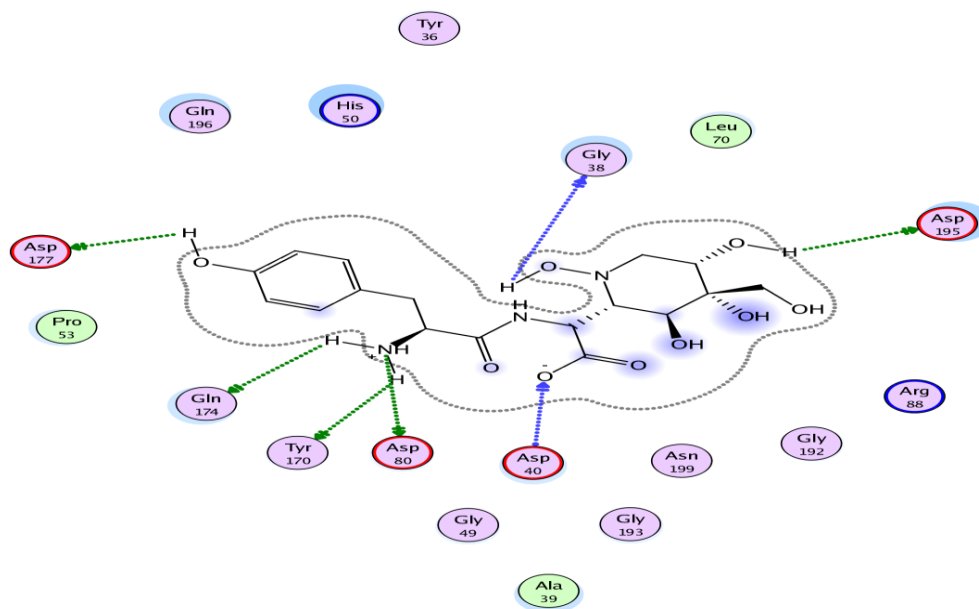 Tyr
36
Gln
196
His
50
Leu
70
Gly
38
Asp
195
Asp
177
H
O
H
O
N
O
H
Pro
53
H
N
OH
OH
OH
H
NH
+
H
O
O
-
O
Gln
174
Arg
88
Tyr
170
Asp
80
Asp
40
Asn
199
Gly
192
Gly
49
Gly
193
Ala
39